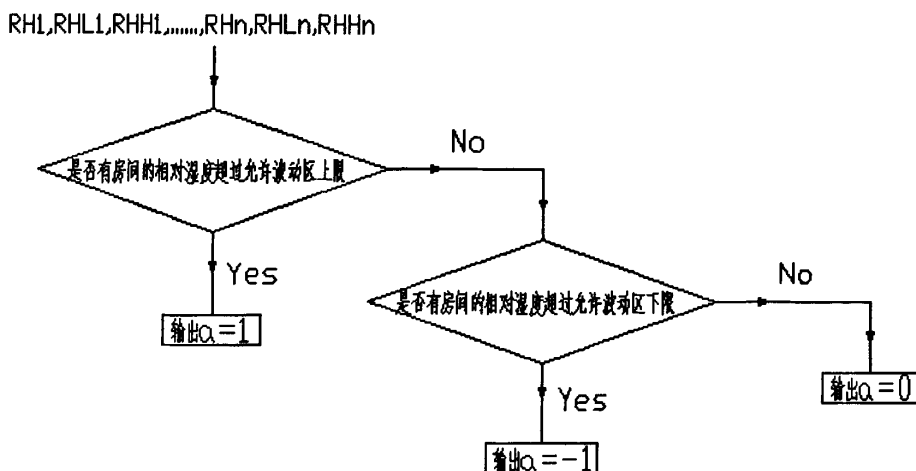 RH1,RHL1,RHH1,......,RHn,RHLn,RHHn
是否有房间的相对湿度超过允许波动区上限
No
Yes
输出a=1
是否有房间的相对湿度超过允许波动区下限
No
Yes
输出a=0
输出a=-1